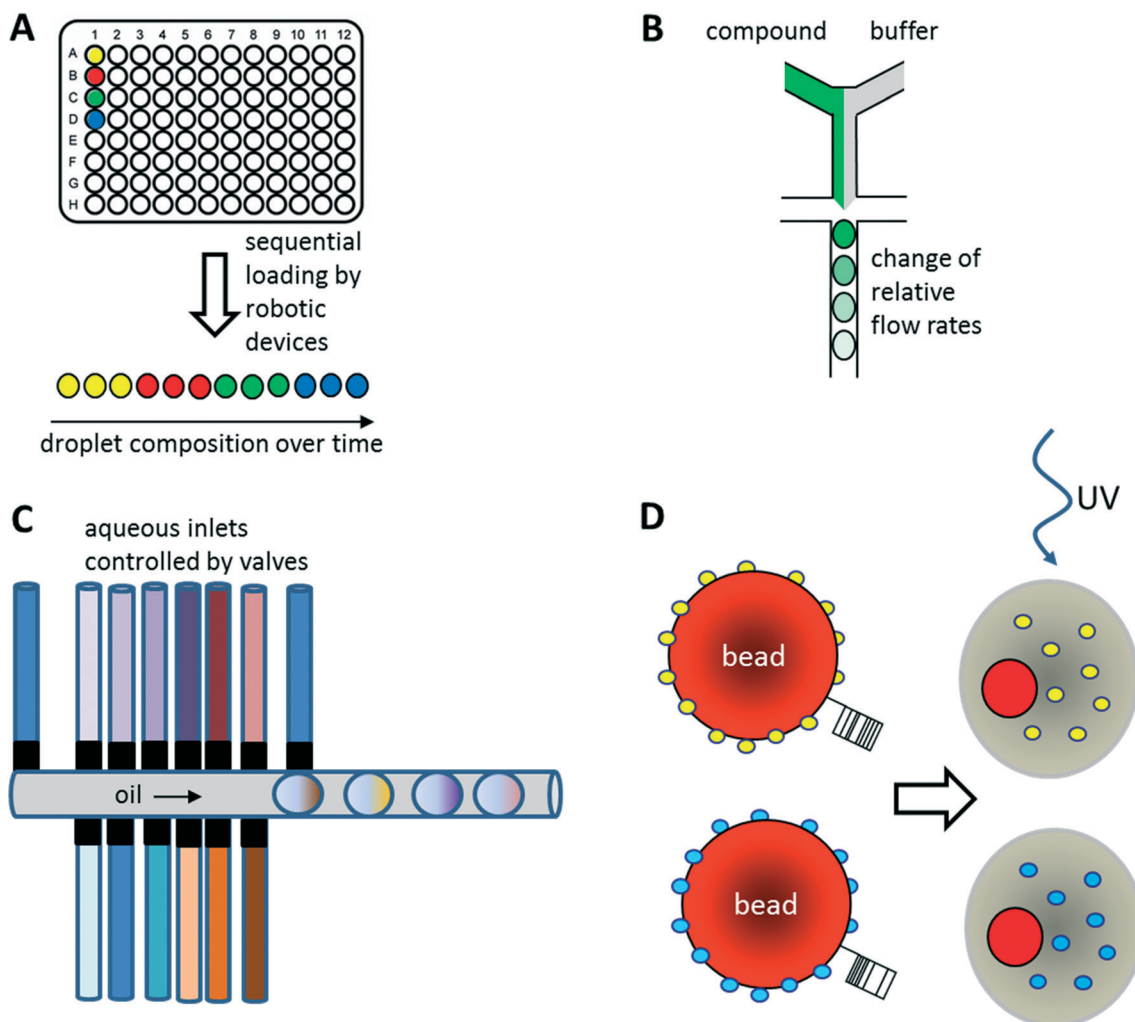 A
1 2 3 4 5 6 7 8 9 10 11 12
A
B
C
D
E
F
G
H
sequential
loading by
robotic
devices
droplet composition over time
B
compound buffer
change of
relative
flow rates
C
aqueous inlets
controlled by valves
oil
D
UV
bead
bead